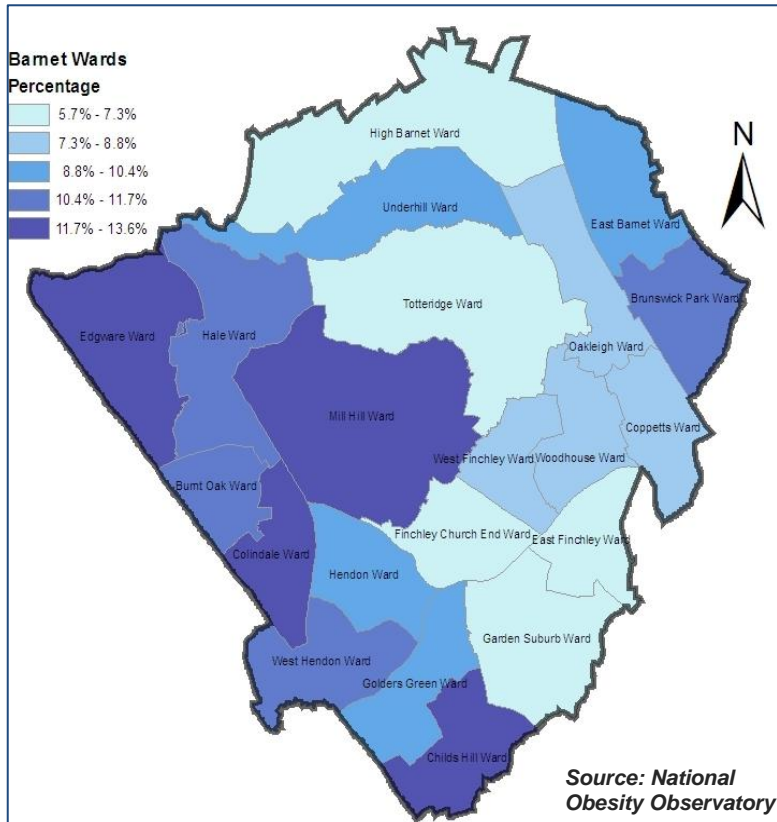 Barnet Wards
Percentage
5.7% - 7.3%
7.3% - 8.8%
8.8% - 10.4%
10.4% - 11.7%
11.7% - 13.6%
N
High Barnet Ward
Underhill Ward
East Barnet Ward
Brunswick Park Ward
Totteridge Ward
Edgware Ward
Hale Ward
Oakleigh Ward
Mill Hill Ward
Coppetts Ward
West Finchley Ward
Woodhouse Ward
Burnt Oak Ward
Finchley Church End Ward
East Finchley Ward
Colindale Ward
Hendon Ward
Garden Suburb Ward
West Hendon Ward
Golders Green Ward
Childs Hill Ward
Source: National
Obesity Observatory